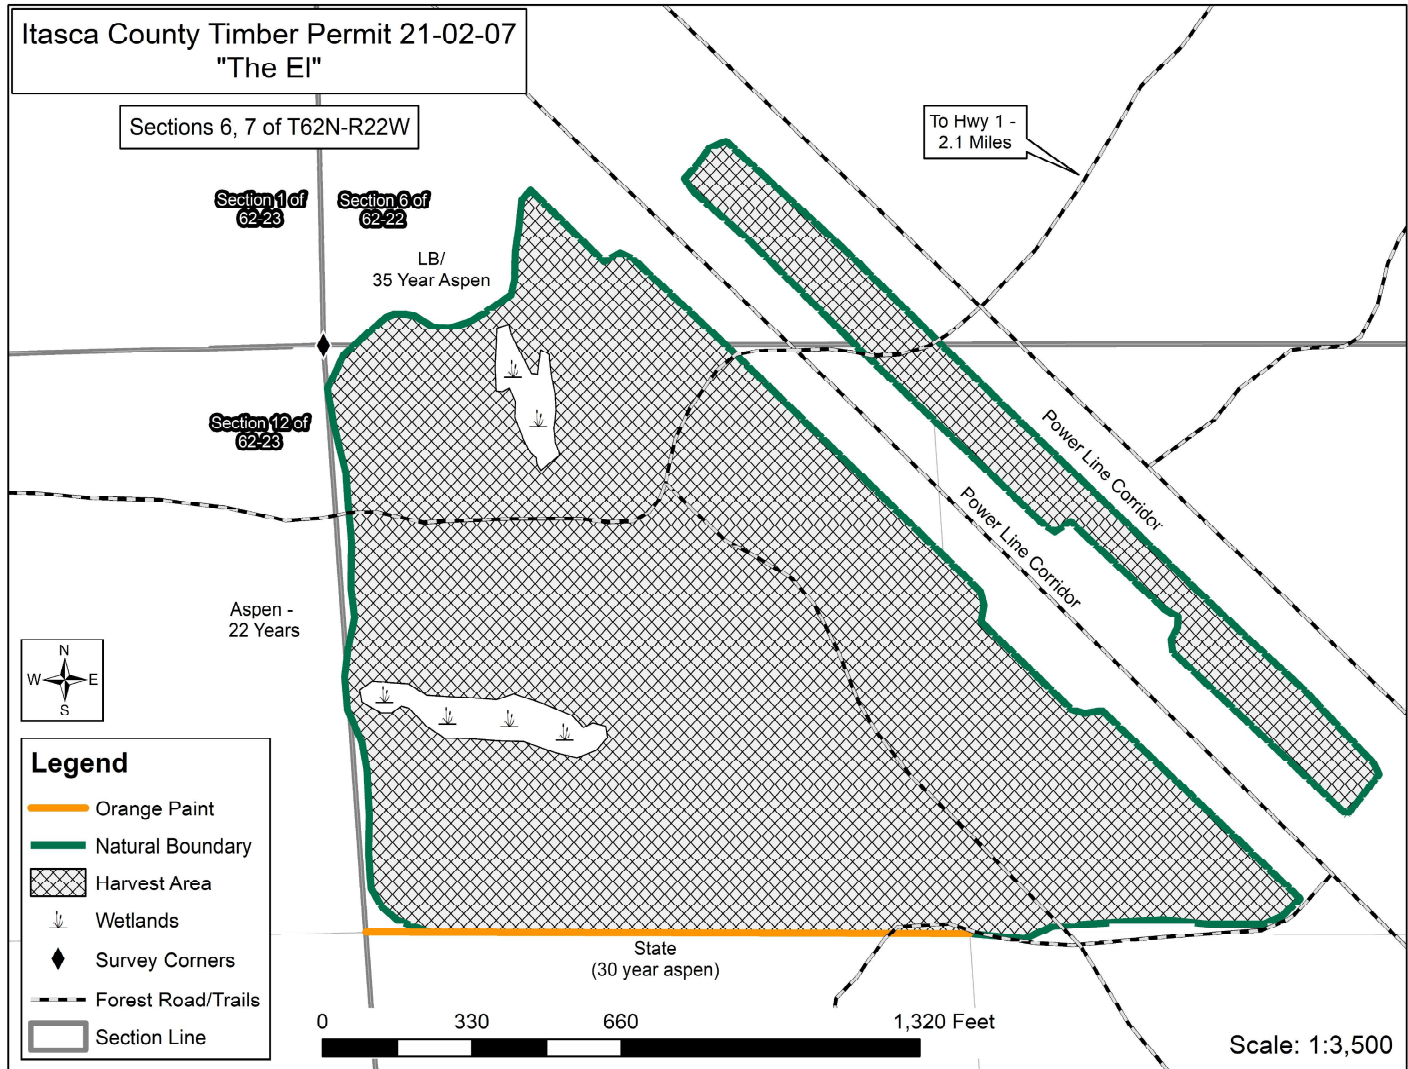 Itasca County Timber Permit 21-02-07
"The El"
Sections 6, 7 of T62N-R22W
To Hwy 1 -
2.1 Miles
Section 1 of
62-23
Section 6 of
62-22
LB/
35 Year Aspen
Section 12 of
62-23
Power Line Corridor
Power Line Corridor
Aspen -
22 Years
N
W
E
S
Legend
Orange Paint
Natural Boundary
Harvest Area
Wetlands
Survey Corners
Forest Road/Trails
Section Line
State
(30 year aspen)
0 330 660 1,320 Feet
Scale: 1:3,500